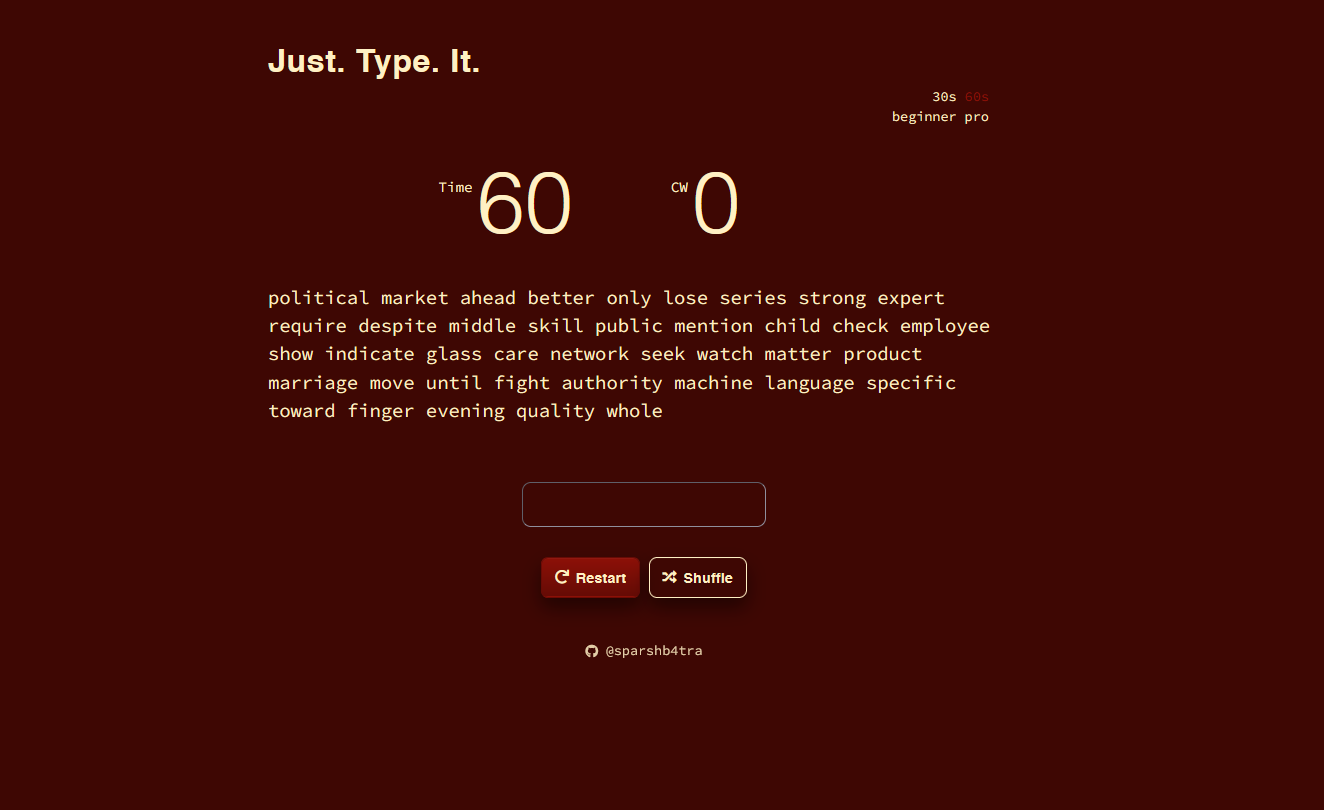 Just. Type. It.
30s 60s
beginner pro
Time 60 CW 0
political market ahead better only lose series strong expert
require despite middle skill public mention child check employee
show indicate glass care network seek watch matter product
marriage move until fight authority machine language specific
toward finger evening quality whole
Restart Shuffle
@sparshb4tra